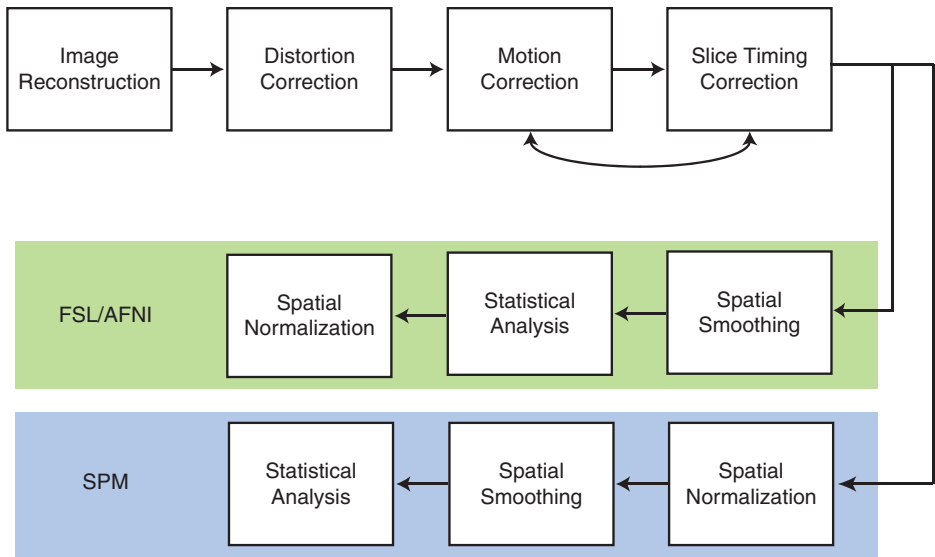 Image
Reconstruction
Distortion
Correction
Motion
Correction
Slice Timing
Correction
FSL/AFNI
Spatial
Normalization
Statistical
Analysis
Spatial
Smoothing
SPM
Statistical
Analysis
Spatial
Smoothing
Spatial
Normalization